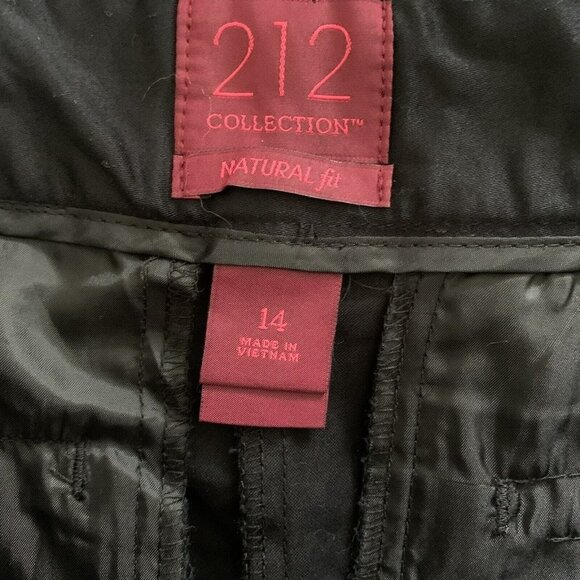 212
COLLECTION™
NATURAL fit
14
MADE IN
VIETNAM